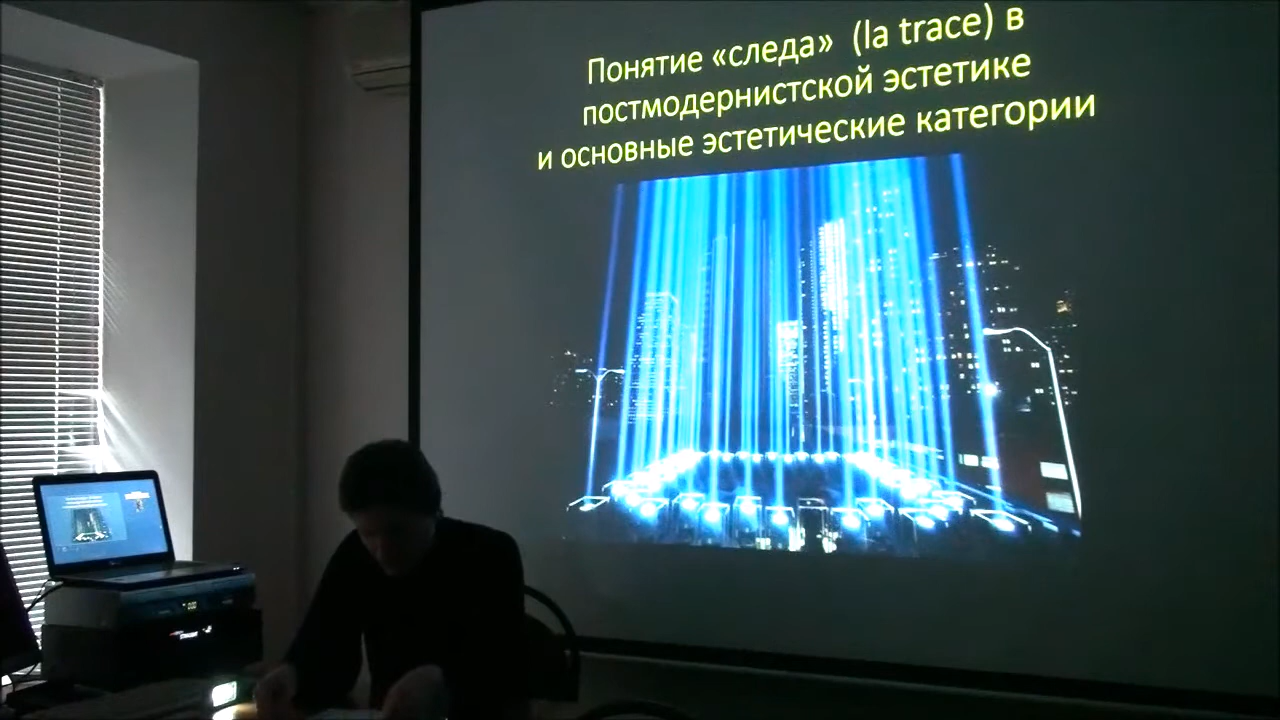 Понятие «следа» (la trace) в
постмодернистской эстетике
и основные эстетические категории